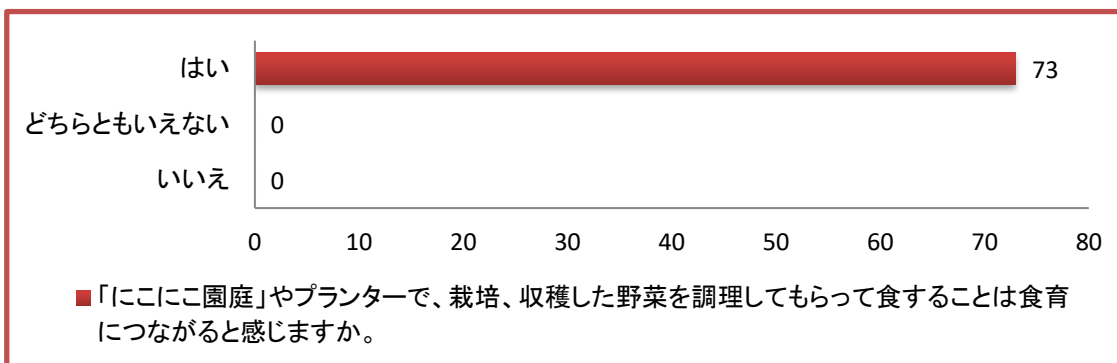 はい 73
どちらともいえない 0
いいえ 0
0 10 20 30 40 50 60 70 80
「にこにこ園庭」やプランターで、栽培、収穫した野菜を調理してもらって食することは食育
につながると感じますか。